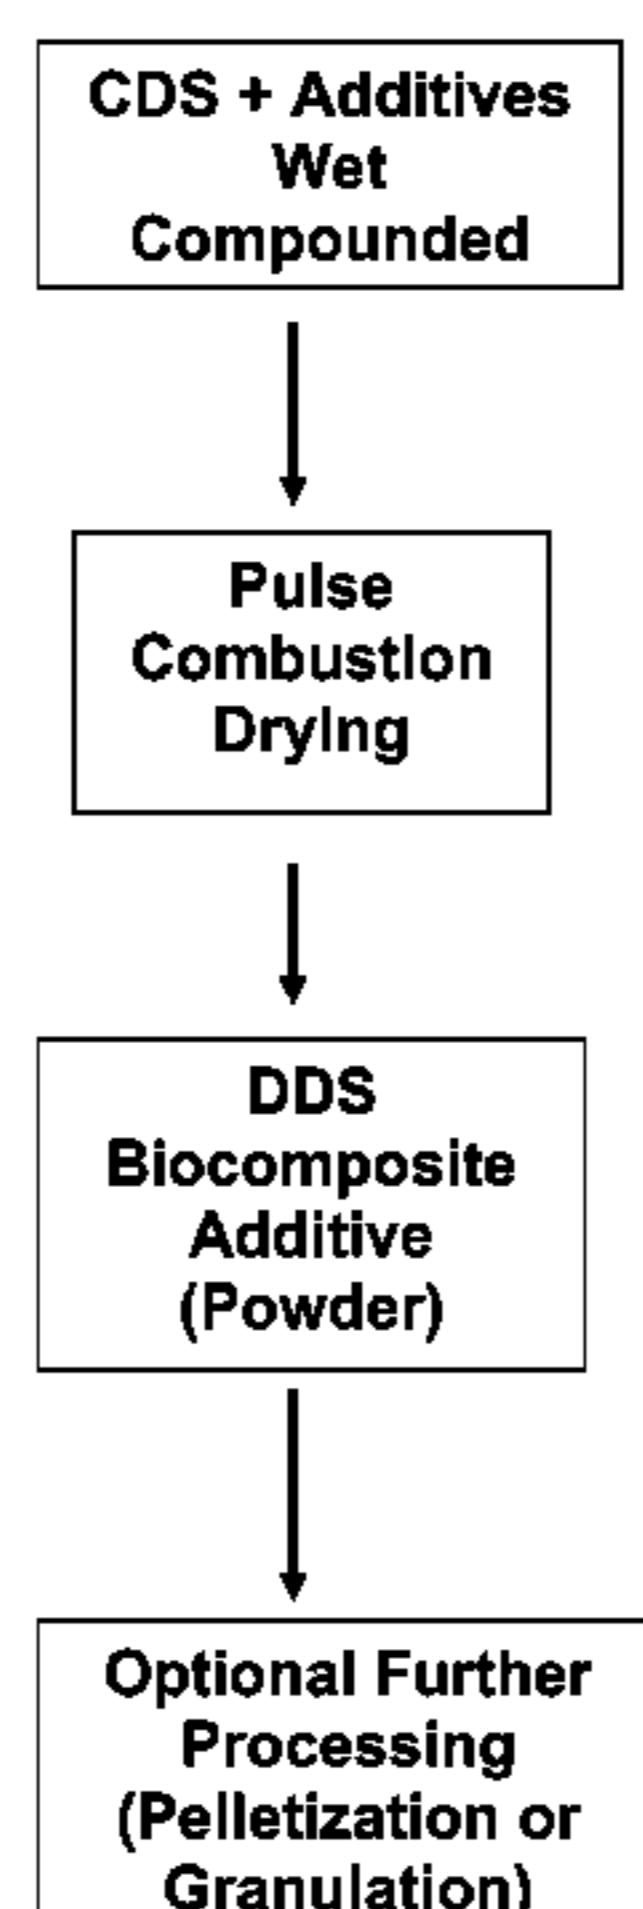 CDS + Additives
Wet
Compounded
Pulse
Combustion
Drying
DDS
Biocomposite
Additive
(Powder)
Optional Further
Processing
(Pelletization or
Granulation)